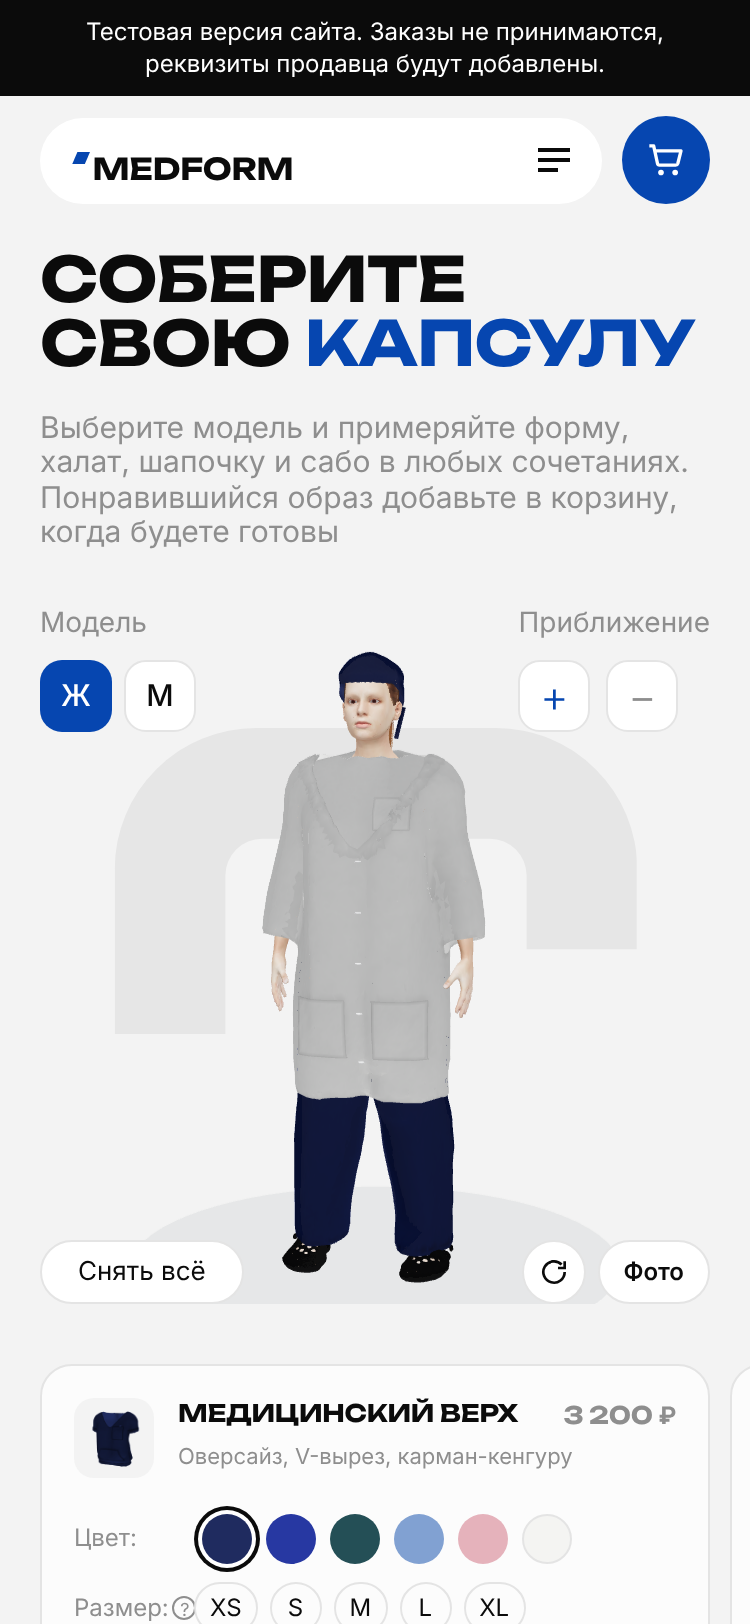 Тестовая версия сайта. Заказы не принимаются,
реквизиты продавца будут добавлены.
MEDFORM
СОБЕРИТЕ
СВОЮ КАПСУЛУ
Выберите модель и примеряйте форму,
халат, шапочку и сабо в любых сочетаниях.
Понравившийся образ добавьте в корзину,
когда будете готовы
Модель
Приближение
Ж М + −
Снять всё
Фото
МЕДИЦИНСКИЙ ВЕРХ 3 200 ₽
Оверсайз, V-вырез, карман-кенгуру
Цвет:
Размер: ? XS S M L XL